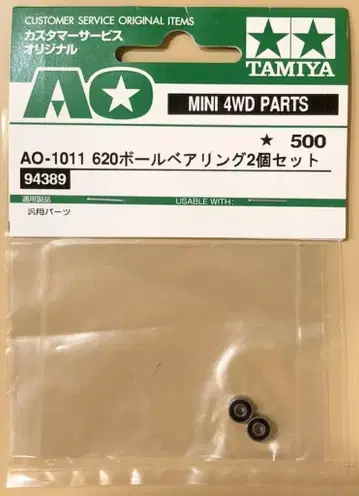 CUSTOMER SERVICE ORIGINAL ITEMS
カスタマーサービス
オリジナル
AO
TAMIYA
MINI 4WD PARTS
★ 500
AO-1011 620ボールベアリング2個セット
94389
適用製品
USABLE WITH:
汎用パーツ